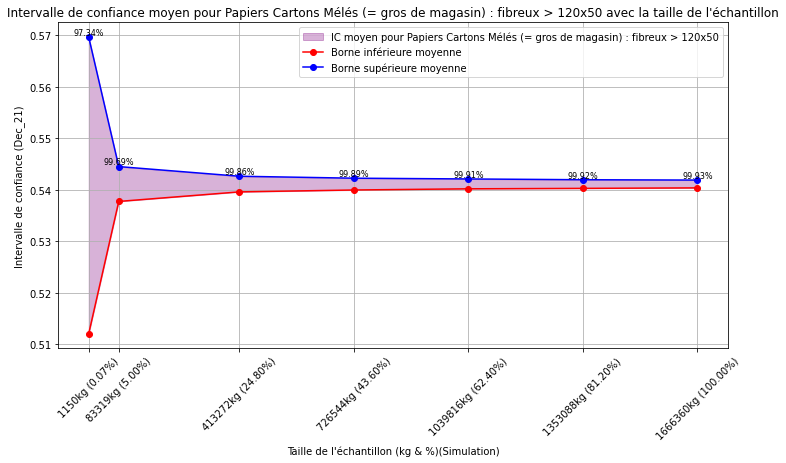 Intervalle de confiance moyen pour Papiers Cartons Mélés (= gros de magasin) : fibreux > 120x50 avec la taille de l'échantillon
IC moyen pour Papiers Cartons Mélés (= gros de magasin) : fibreux > 120x50
Borne inférieure moyenne
Borne supérieure moyenne
97.34%
99.69%
99.86%
99.89%
99.91%
99.92%
99.93%
Intervalle de confiance (Dec_21)
0.57
0.56
0.55
0.54
0.53
0.52
0.51
1150kg (0.07%)
83319kg (5.00%)
413272kg (24.80%)
726544kg (43.60%)
1039816kg (62.40%)
1353088kg (81.20%)
1666360kg (100.00%)
Taille de l'échantillon (kg & %)(Simulation)